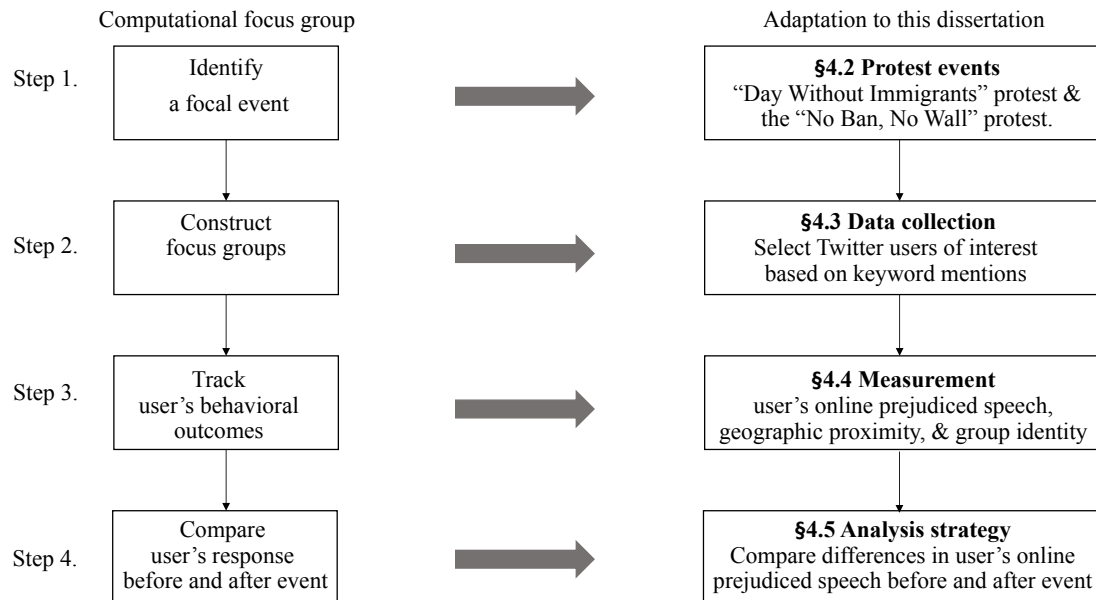 Computational focus group
Adaptation to this dissertation
Step 1.
Identify
a focal event
§4.2 Protest events
“Day Without Immigrants” protest &
the “No Ban, No Wall” protest.
Step 2.
Construct
focus groups
§4.3 Data collection
Select Twitter users of interest
based on keyword mentions
Step 3.
Track
user’s behavioral
outcomes
§4.4 Measurement
user’s online prejudiced speech,
geographic proximity, & group identity
Step 4.
Compare
user’s response
before and after event
§4.5 Analysis strategy
Compare differences in user’s online
prejudiced speech before and after event